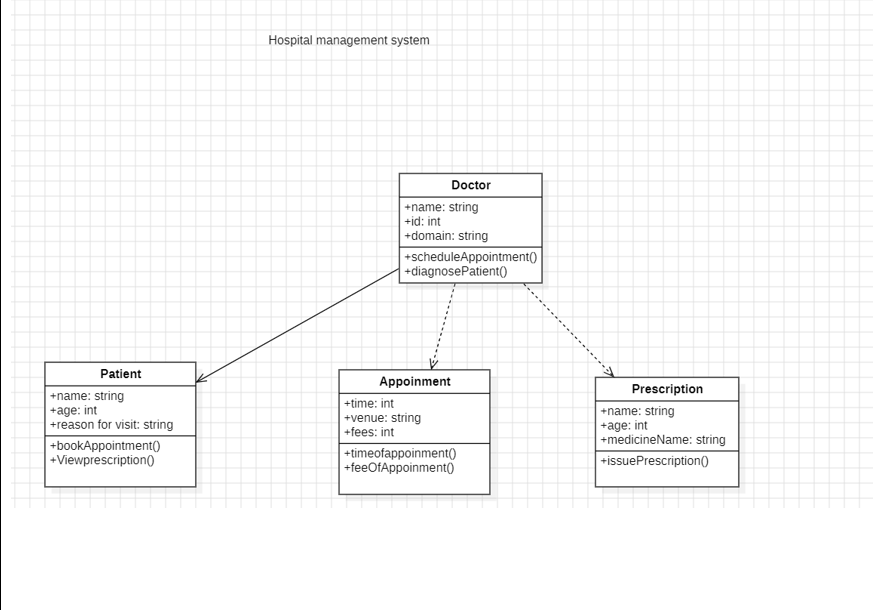 Hospital management system
Doctor
+name: string
+id: int
+domain: string
+scheduleAppointment()
+diagnosePatient()
Patient
+name: string
+age: int
+reason for visit: string
+bookAppointment()
+Viewprescription()
Appoinment
+time: int
+venue: string
+fees: int
+timeofappoinment()
+feeOfAppoinment()
Prescription
+name: string
+age: int
+medicineName: string
+issuePrescription()